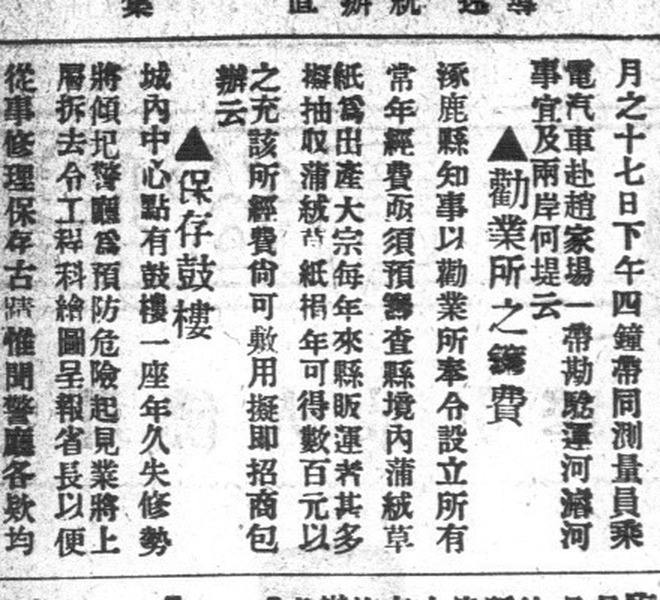 月之十七日下午四鐘帶同測量員乘
電汽車赴趙家場一帶勘驗運河濬河
事宜及兩岸何堤云
▲勸業所之籌費
涿鹿縣知事以勸業所奉令設立所有
常年經費亟須預籌查縣境內蒲絨草
紙爲出產大宗每年來縣販運者甚多
擬抽收蒲絨草紙捐年可得數百元以
之充該所經費尙可敷用擬即招商包
辦云
▲保存鼓樓
城內中心點有鼓樓一座年久失修勢
將傾圮警廳爲預防危險起見業將上
層拆去令工程科繪圖呈報省長以便
從事修理保存古蹟惟聞警廳各欵均